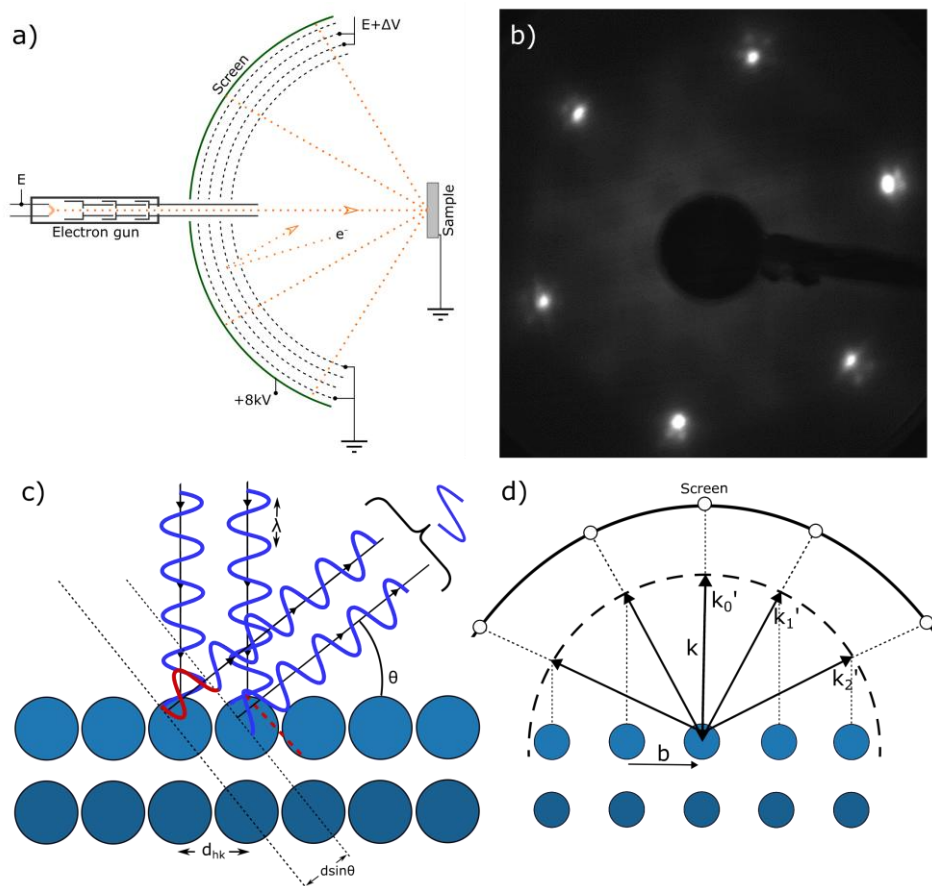 a)
E+ΔV
Screen
E
Electron gun
e⁻
Sample
+8kV
b)
c)
λ
θ
d_hk
dsinθ
d)
Screen
k₀'
k₁'
k
k₂'
b